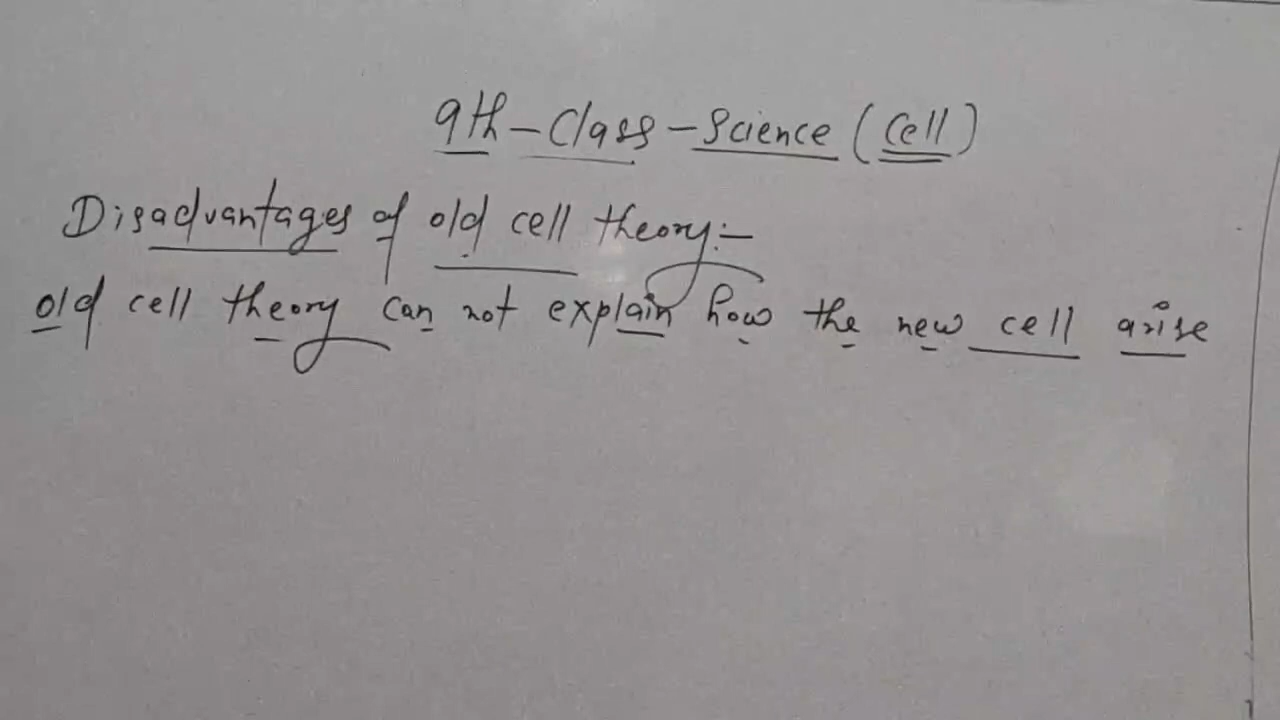 9th - Class - Science (Cell)
Disadvantages of old cell theory:-
old cell theory can not explain how the new cell arise